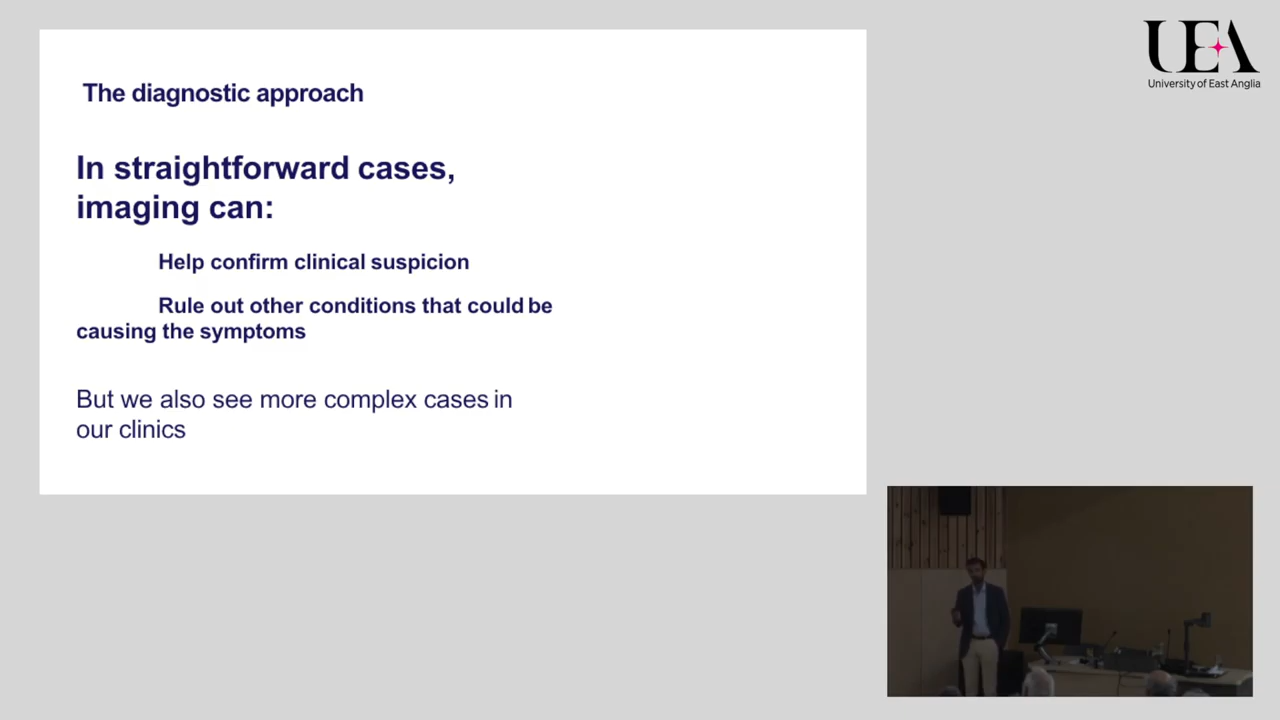 The diagnostic approach
In straightforward cases,
imaging can:
Help confirm clinical suspicion
Rule out other conditions that could be
causing the symptoms
But we also see more complex cases in
our clinics
UEA
University of East Anglia